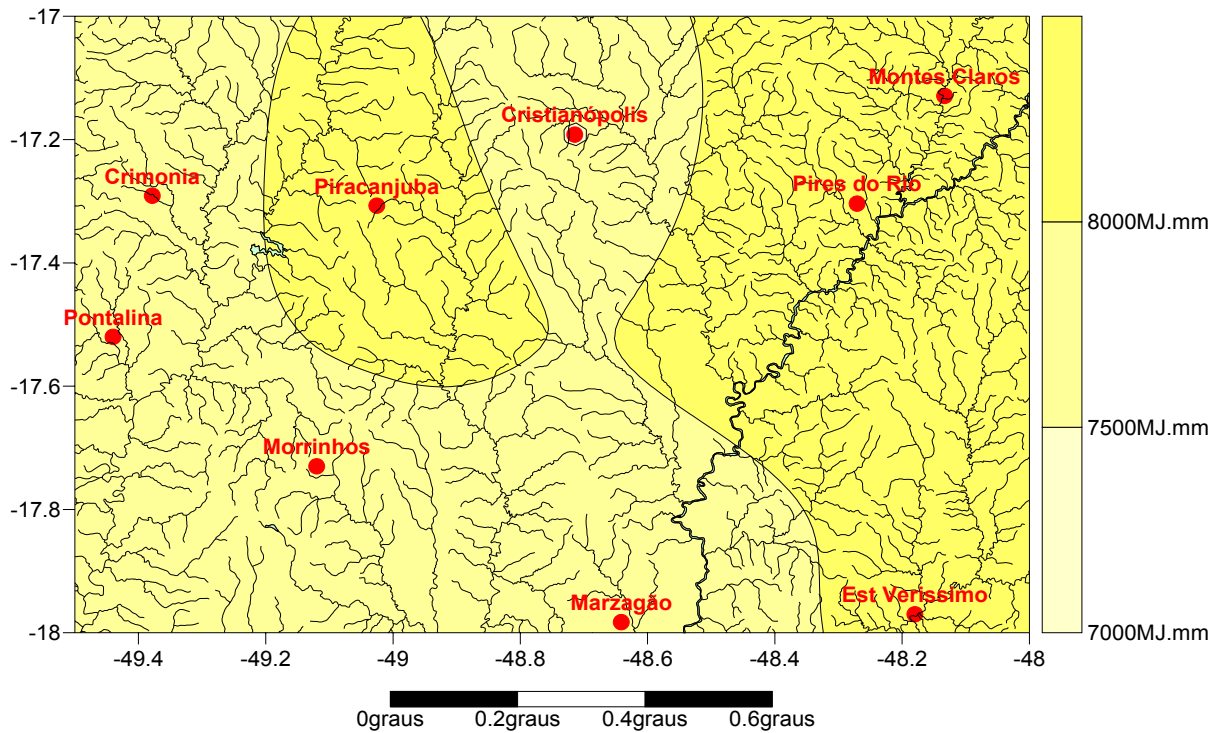 -17
Montes Claros
Cristianópolis
-17.2
Crimonia
Piracanjuba
Pires do Rio
8000MJ.mm
-17.4
Pontalina
7500MJ.mm
-17.6
Morrinhos
-17.8
Marzagão
Est Veríssimo
-18
7000MJ.mm
-49.4
-49.2
-49
-48.8
-48.6
-48.4
-48.2
-48
0graus
0.2graus
0.4graus
0.6graus